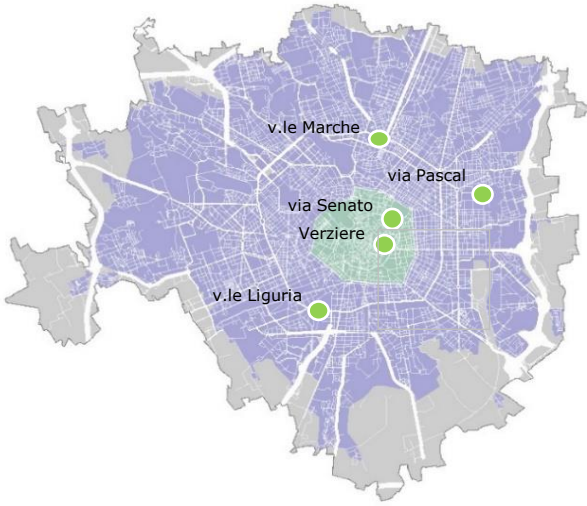 v.le Marche
via Pascal
via Senato
Verziere
v.le Liguria